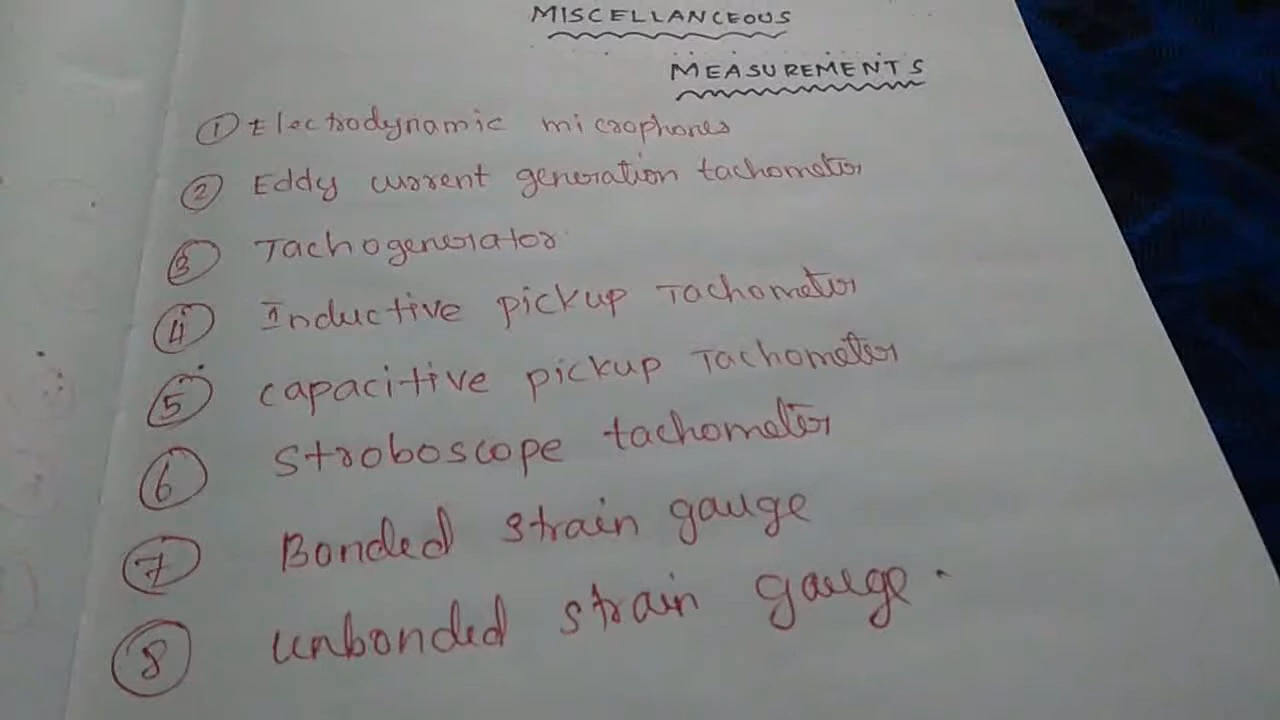 MISCELLANCEOUS
MEASUREMENTS
① Electrodynamic microphones
② Eddy current generation tachometer
③ Tachogenerator
④ Inductive pickup Tachometer
⑤ capacitive pickup Tachometer
⑥ Stroboscope tachometer
⑦ Bonded strain gauge
⑧ unbonded strain gauge.